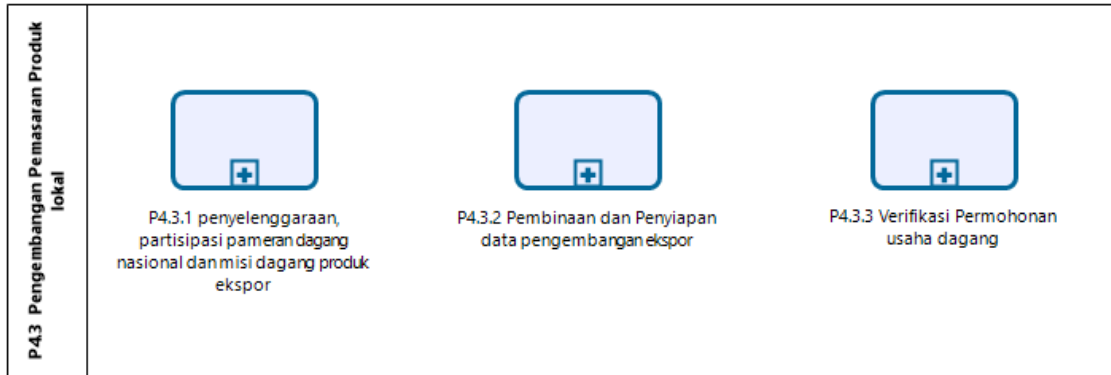 P4.3 Pengembangan Pemasaran Produk
lokal
P4.3.1 penyelenggaraan,
partisipasi pameran dagang
nasional dan misi dagang produk
ekspor
P4.3.2 Pembinaan dan Penyiapan
data pengembangan ekspor
P4.3.3 Verifikasi Permohonan
usaha dagang